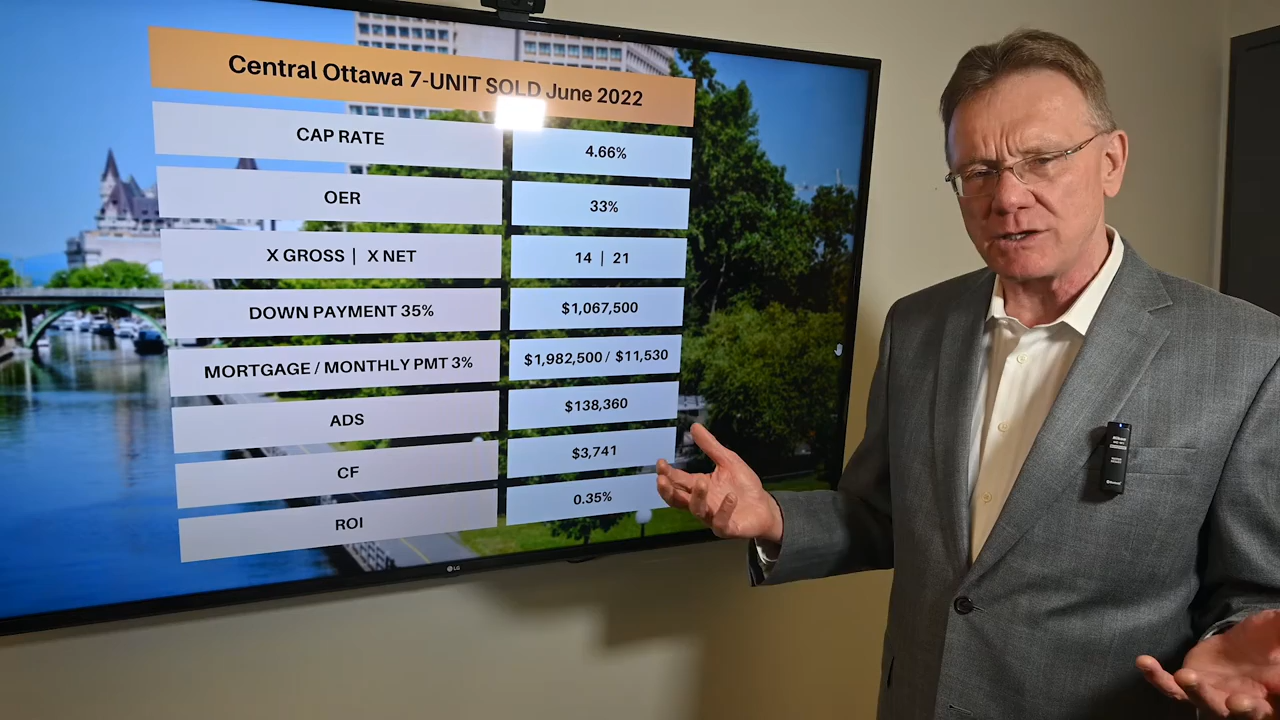 Central Ottawa 7-UNIT SOLD June 2022
CAP RATE 4.66%
OER 33%
X GROSS | X NET 14 | 21
DOWN PAYMENT 35% $1,067,500
MORTGAGE / MONTHLY PMT 3% $1,982,500 / $11,530
ADS $138,360
CF $3,741
ROI 0.35%
LG